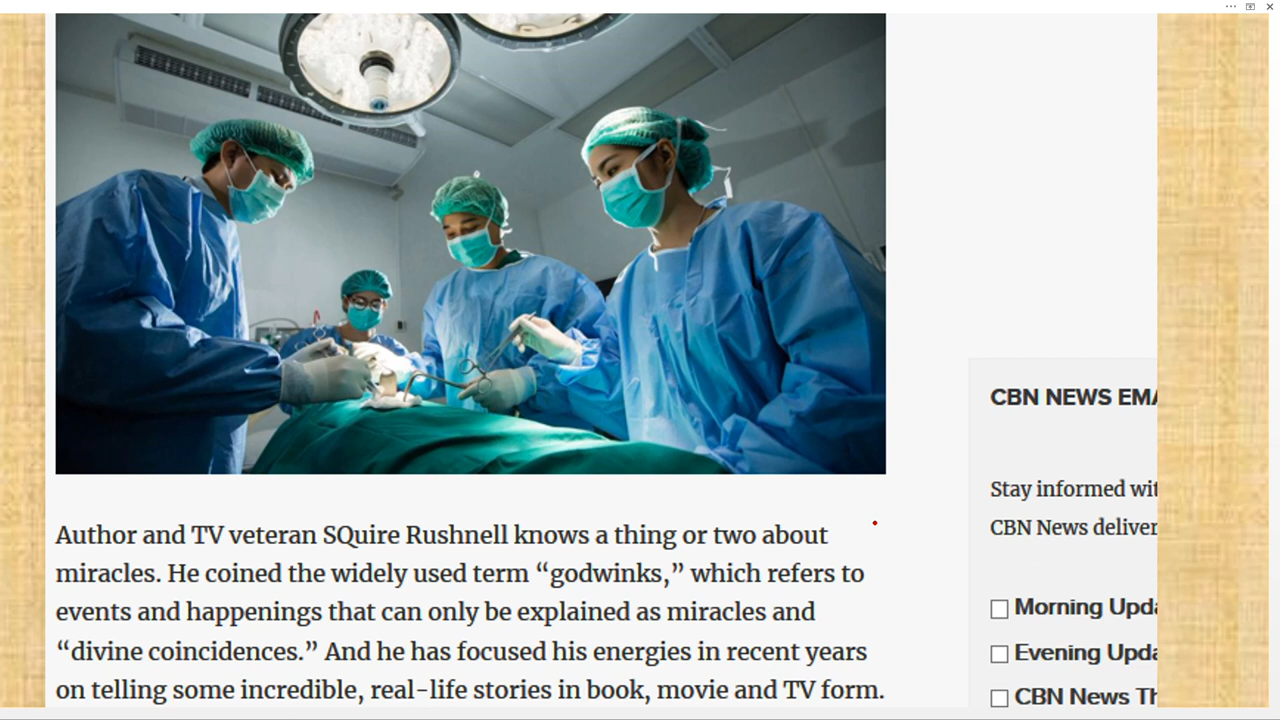 Author and TV veteran SQuire Rushnell knows a thing or two about
miracles. He coined the widely used term “godwinks,” which refers to
events and happenings that can only be explained as miracles and
“divine coincidences.” And he has focused his energies in recent years
on telling some incredible, real-life stories in book, movie and TV form.
CBN NEWS EMA
Stay informed wit
CBN News deliver
Morning Upda
Evening Upda
CBN News Th